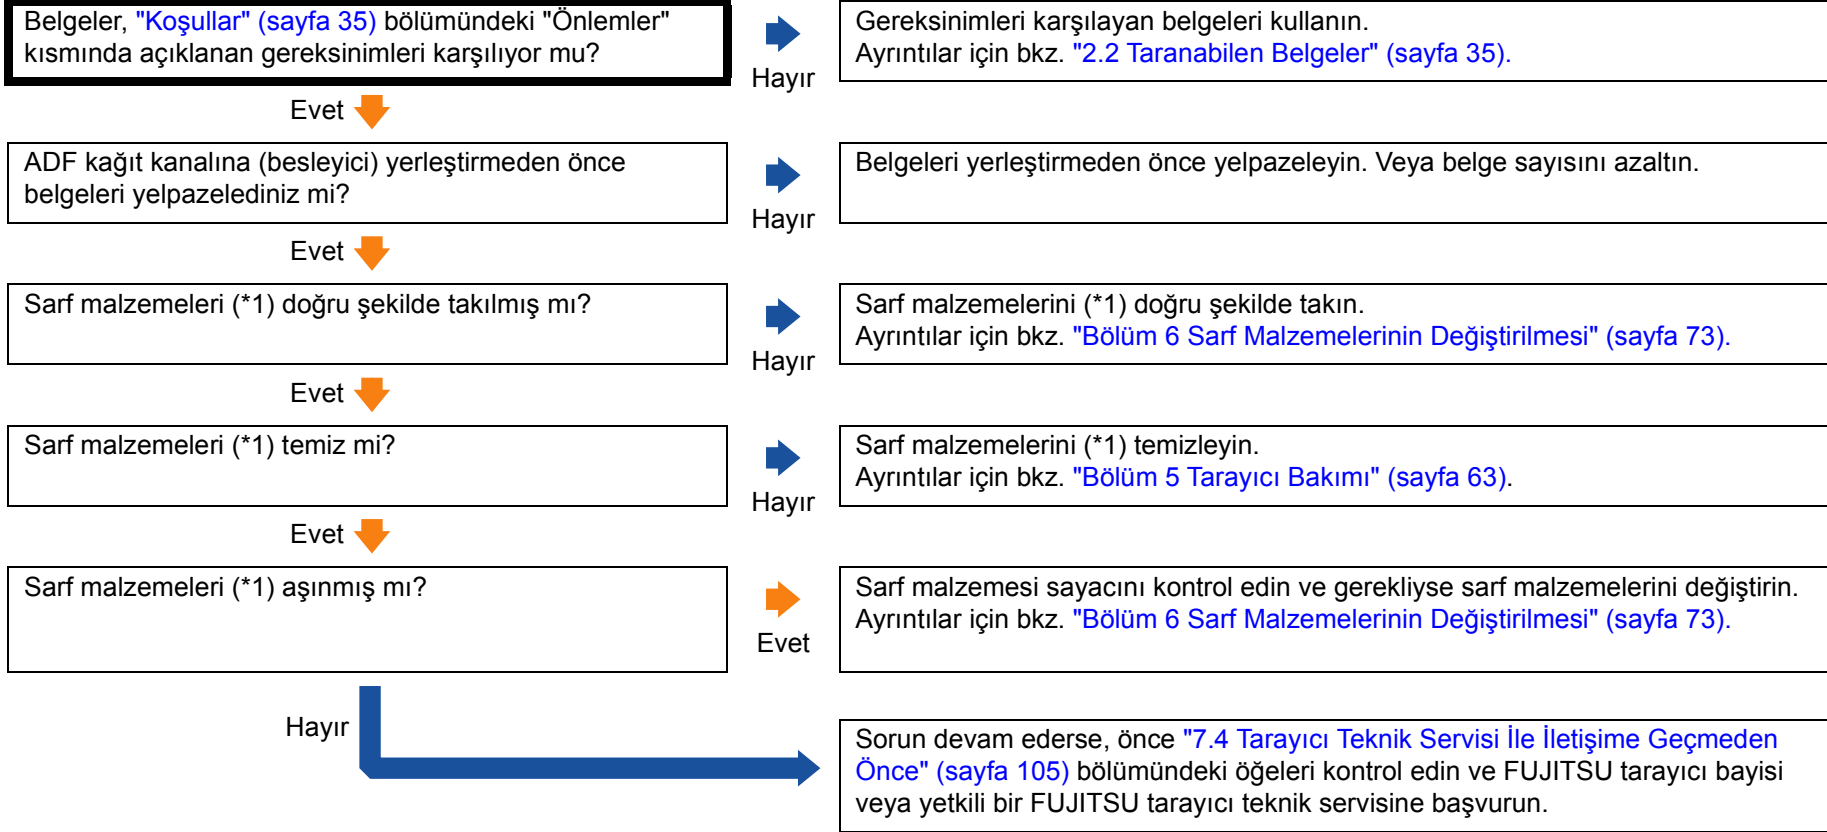 Belgeler, "Koşullar" (sayfa 35) bölümündeki "Önlemler"
kısmında açıklanan gereksinimleri karşılıyor mu?
Hayır
Gereksinimleri karşılayan belgeleri kullanın.
Ayrıntılar için bkz. "2.2 Taranabilen Belgeler" (sayfa 35).
Evet
ADF kağıt kanalına (besleyici) yerleştirmeden önce
belgeleri yelpazelediniz mi?
Hayır
Belgeleri yerleştirmeden önce yelpazeleyin. Veya belge sayısını azaltın.
Evet
Sarf malzemeleri (*1) doğru şekilde takılmış mı?
Hayır
Sarf malzemelerini (*1) doğru şekilde takın.
Ayrıntılar için bkz. "Bölüm 6 Sarf Malzemelerinin Değiştirilmesi" (sayfa 73).
Evet
Sarf malzemeleri (*1) temiz mi?
Hayır
Sarf malzemelerini (*1) temizleyin.
Ayrıntılar için bkz. "Bölüm 5 Tarayıcı Bakımı" (sayfa 63).
Evet
Sarf malzemeleri (*1) aşınmış mı?
Evet
Sarf malzemesi sayacını kontrol edin ve gerekliyse sarf malzemelerini değiştirin.
Ayrıntılar için bkz. "Bölüm 6 Sarf Malzemelerinin Değiştirilmesi" (sayfa 73).
Hayır
Sorun devam ederse, önce "7.4 Tarayıcı Teknik Servisi İle İletişime Geçmeden
Önce" (sayfa 105) bölümündeki öğeleri kontrol edin ve FUJITSU tarayıcı bayisi
veya yetkili bir FUJITSU tarayıcı teknik servisine başvurun.